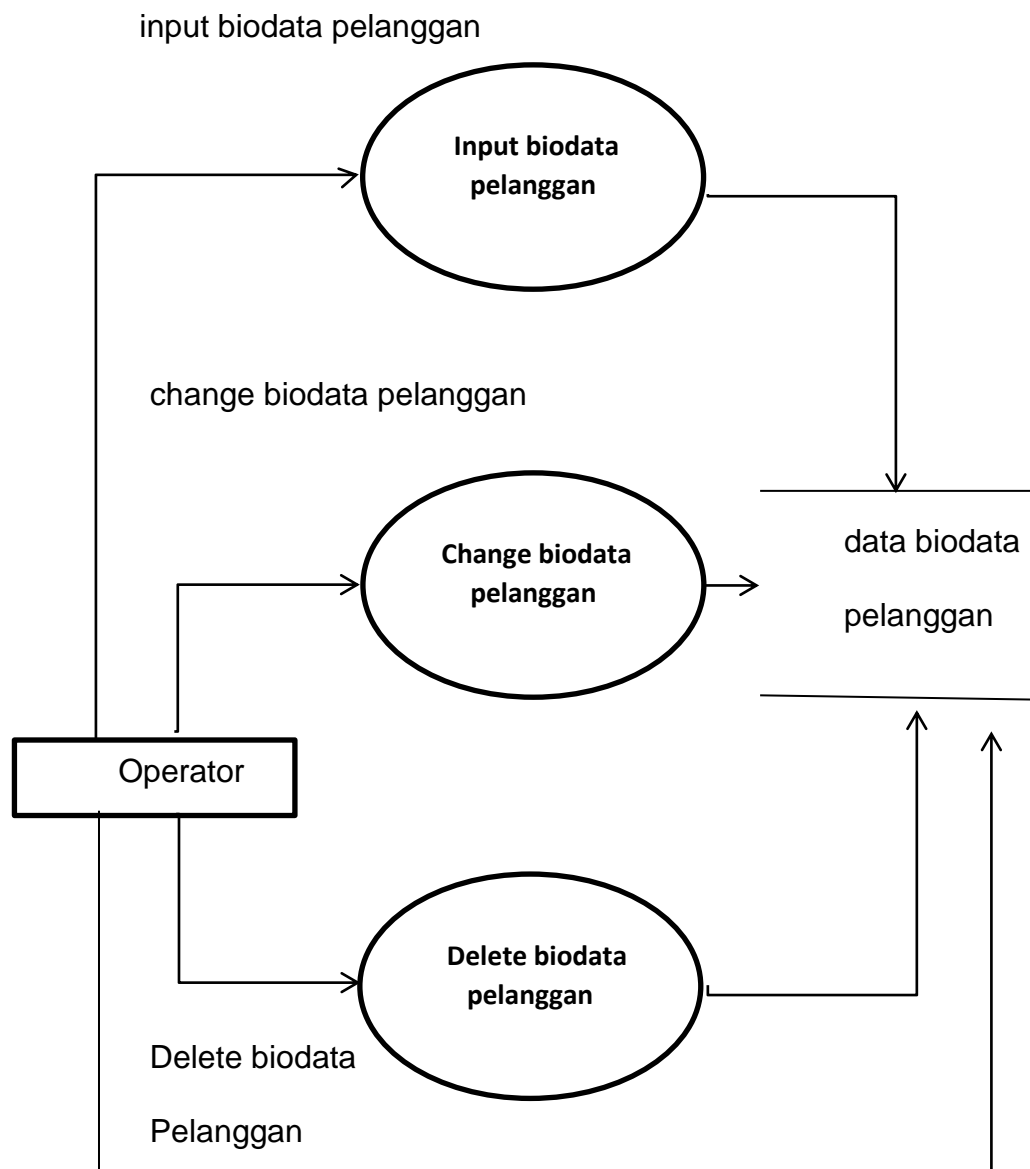 input biodata pelanggan
Input biodata
pelanggan
change biodata pelanggan
Change biodata
pelanggan
data biodata
pelanggan
Operator
Delete biodata
pelanggan
Delete biodata
Pelanggan